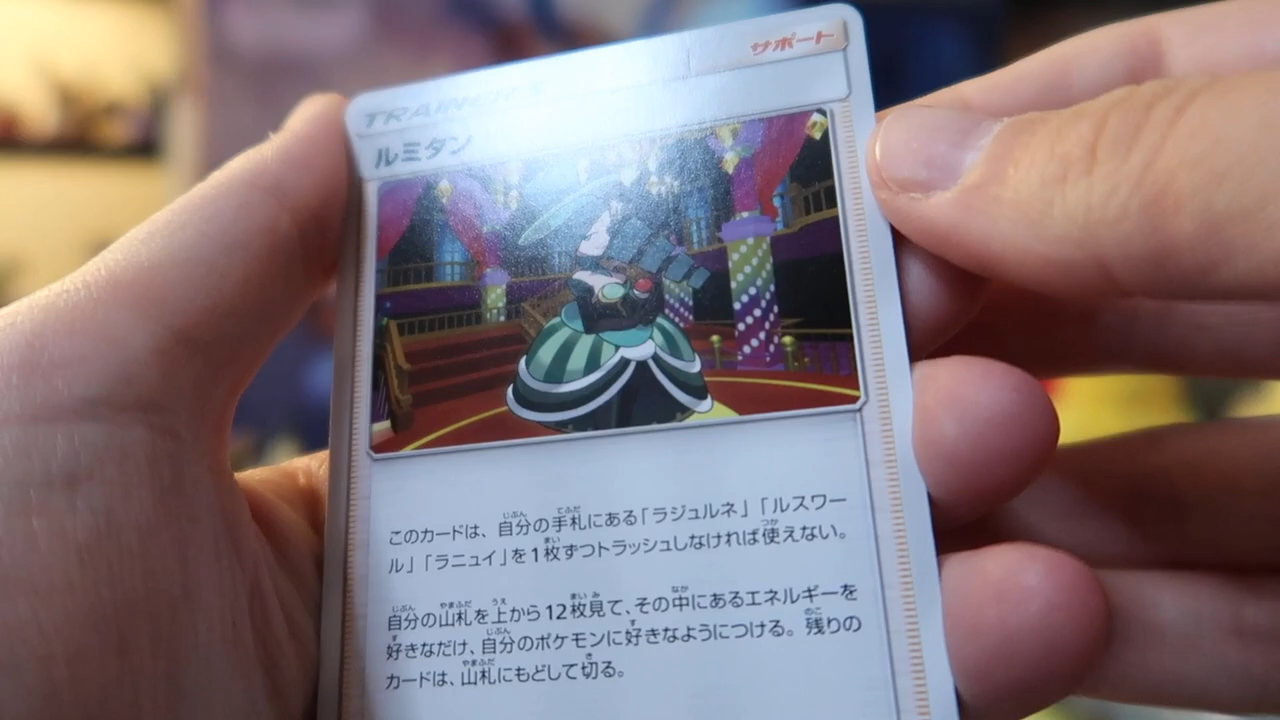 サポート
TRAINER'S
ルミタン
このカードは、自分の手札にある「ラジュルネ」「ルスワー
ル」「ラニュイ」を1枚ずつトラッシュしなければ使えない。
自分の山札を上から12枚見て、その中にあるエネルギーを
好きなだけ、自分のポケモンに好きなようにつける。残りの
カードは、山札にもどして切る。